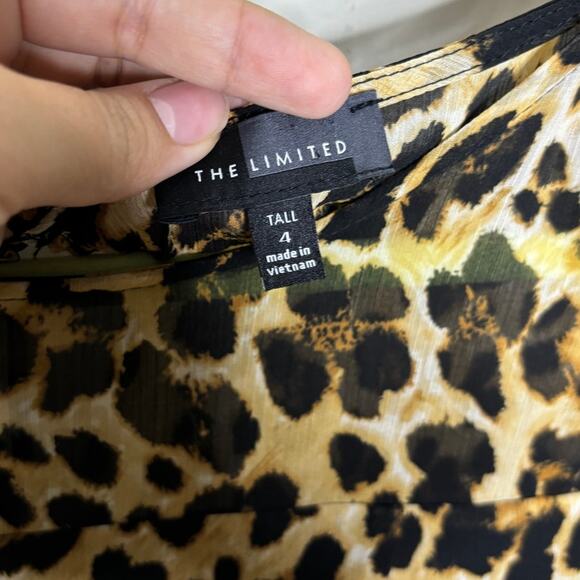 THE LIMITED
TALL
4
made in
vietnam